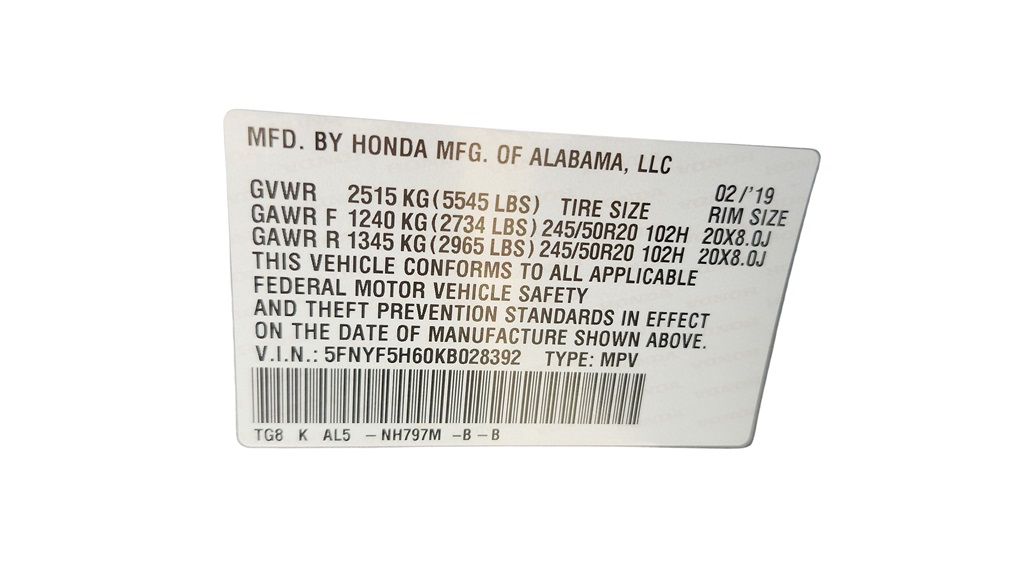 MFD. BY HONDA MFG. OF ALABAMA, LLC
02/'19
GVWR 2515 KG (5545 LBS) TIRE SIZE RIM SIZE
GAWR F 1240 KG (2734 LBS) 245/50R20 102H 20X8.0J
GAWR R 1345 KG (2965 LBS) 245/50R20 102H 20X8.0J
THIS VEHICLE CONFORMS TO ALL APPLICABLE
FEDERAL MOTOR VEHICLE SAFETY
AND THEFT PREVENTION STANDARDS IN EFFECT
ON THE DATE OF MANUFACTURE SHOWN ABOVE.
V.I.N.: 5FNYF5H60KB028392 TYPE: MPV
TG8 K AL5 -NH797M -B-B